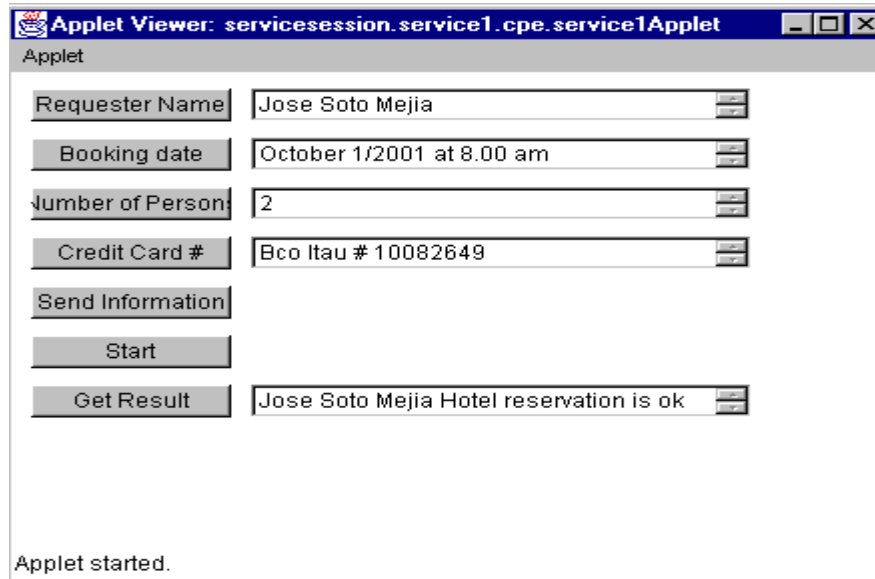 Applet Viewer: servicesession.service1.cpe.service1Applet
Applet
Requester Name Jose Soto Mejia
Booking date October 1/2001 at 8.00 am
Number of Persons 2
Credit Card # Bco Itau # 10082649
Send Information
Start
Get Result Jose Soto Mejia Hotel reservation is ok
Applet started.